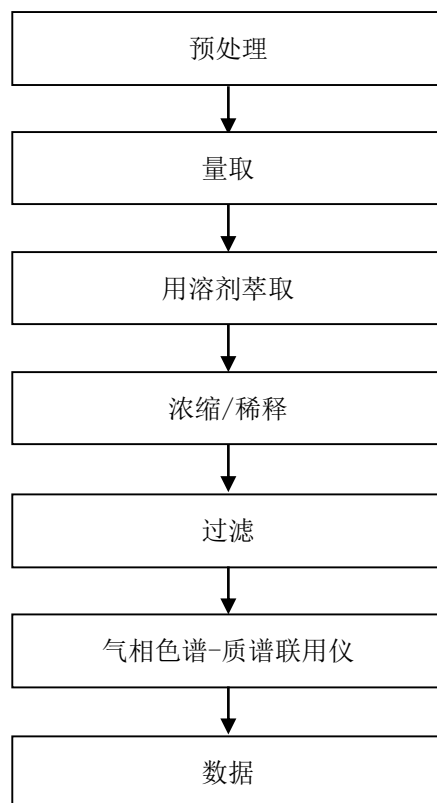 预处理
量取
用溶剂萃取
浓缩/稀释
过滤
气相色谱-质谱联用仪
数据